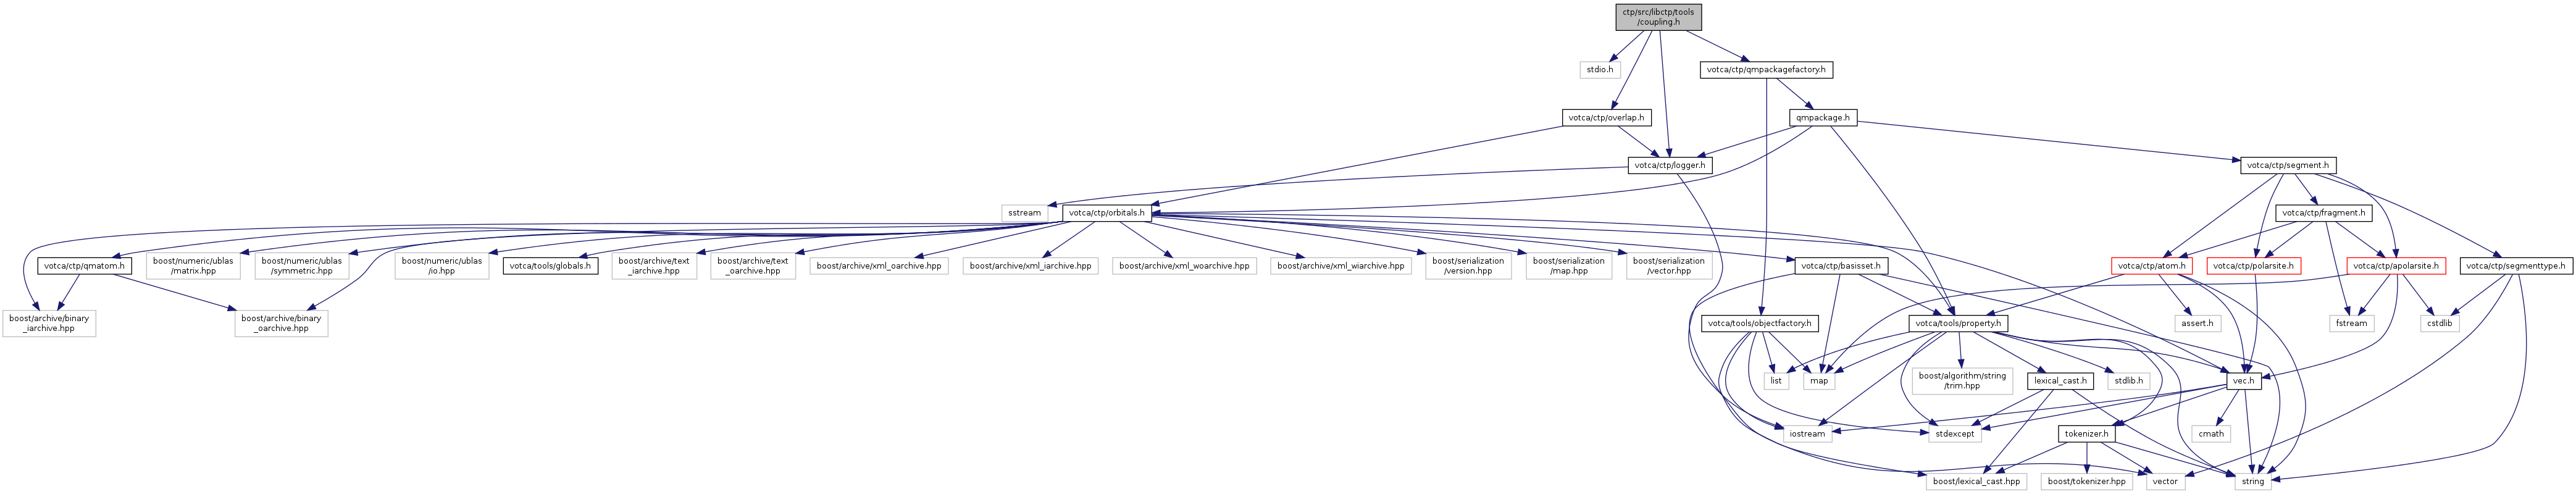 ctp/src/libctp/tools
/coupling.h
stdio.h
votca/ctp/qmpackagefactory.h
votca/ctp/overlap.h
qmpackage.h
votca/ctp/logger.h
votca/ctp/segment.h
sstream
votca/ctp/orbitals.h
votca/ctp/fragment.h
votca/ctp/qmatom.h
boost/numeric/ublas
/matrix.hpp
boost/numeric/ublas
/symmetric.hpp
boost/numeric/ublas
/io.hpp
votca/tools/globals.h
boost/archive/text
_iarchive.hpp
boost/archive/text
_oarchive.hpp
boost/archive/xml_oarchive.hpp
boost/archive/xml_iarchive.hpp
boost/archive/xml_woarchive.hpp
boost/archive/xml_wiarchive.hpp
boost/serialization
/version.hpp
boost/serialization
/map.hpp
boost/serialization
/vector.hpp
votca/ctp/basisset.h
votca/ctp/atom.h
votca/ctp/polarsite.h
votca/ctp/apolarsite.h
votca/ctp/segmenttype.h
boost/archive/binary
_iarchive.hpp
boost/archive/binary
_oarchive.hpp
votca/tools/objectfactory.h
votca/tools/property.h
assert.h
fstream
cstdlib
list
map
boost/algorithm/string
/trim.hpp
lexical_cast.h
stdlib.h
vec.h
iostream
stdexcept
tokenizer.h
cmath
boost/lexical_cast.hpp
boost/tokenizer.hpp
vector
string